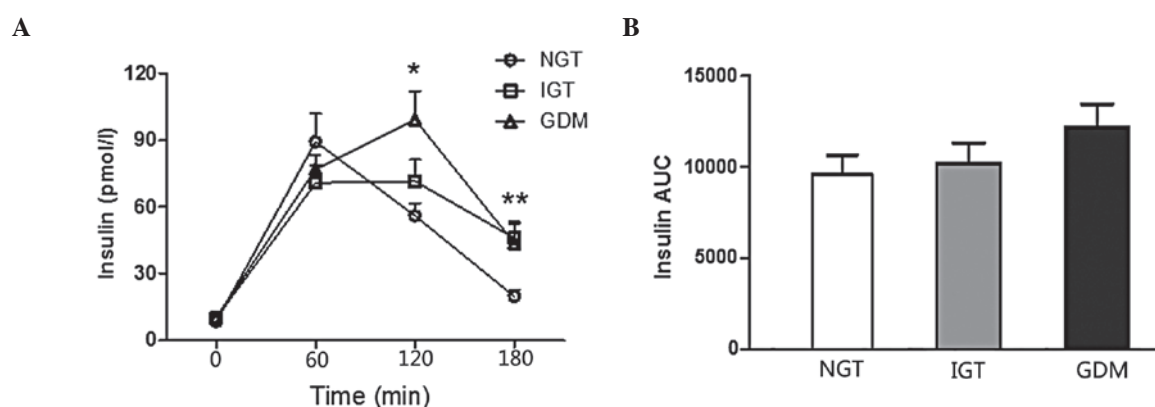 A
Insulin (pmol/l)
120
90
60
30
0
0 60 120 180
Time (min)
NGT
IGT
GDM
*
**
B
Insulin AUC
15000
10000
5000
0
NGT IGT GDM